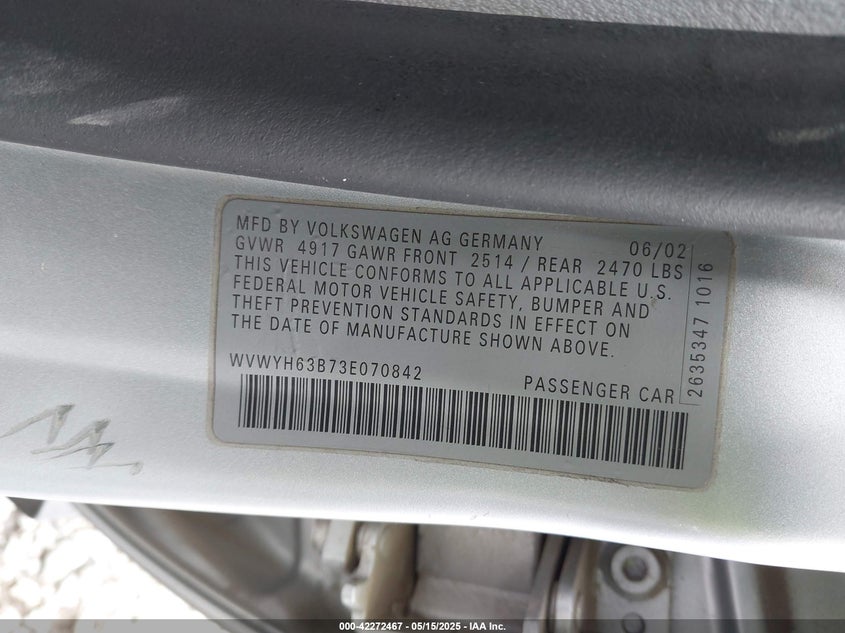 MFD BY VOLKSWAGEN AG GERMANY 06/02
GVWR 4917 GAWR FRONT 2514 / REAR 2470 LBS
THIS VEHICLE CONFORMS TO ALL APPLICABLE U.S.
FEDERAL MOTOR VEHICLE SAFETY, BUMPER AND
THEFT PREVENTION STANDARDS IN EFFECT ON
THE DATE OF MANUFACTURE SHOWN ABOVE.
WVWYH63B73E070842 PASSENGER CAR
2635347 1016
000-42272467 - 05/15/2025 - IAA Inc.